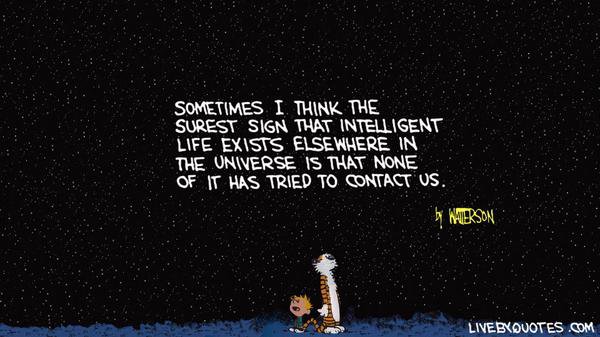 SOMETIMES I THINK THE
SUREST SIGN THAT INTELLIGENT
LIFE EXISTS ELSEWHERE IN
THE UNIVERSE IS THAT NONE
OF IT HAS TRIED TO CONTACT US.
by WATTERSON
LIVEBYQUOTES.COM